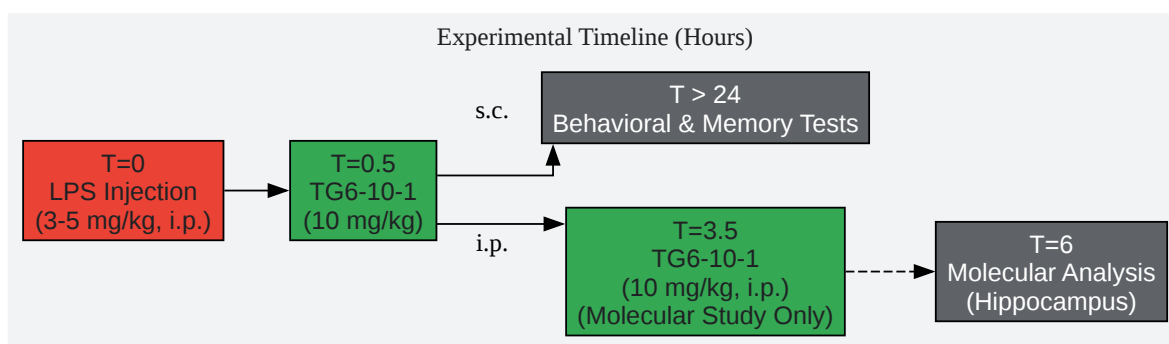 Experimental Timeline (Hours)
T=0
LPS Injection
(3-5 mg/kg, i.p.)
T=0.5
TG6-10-1
(10 mg/kg)
s.c.
T > 24
Behavioral & Memory Tests
i.p.
T=3.5
TG6-10-1
(10 mg/kg, i.p.)
(Molecular Study Only)
T=6
Molecular Analysis
(Hippocampus)